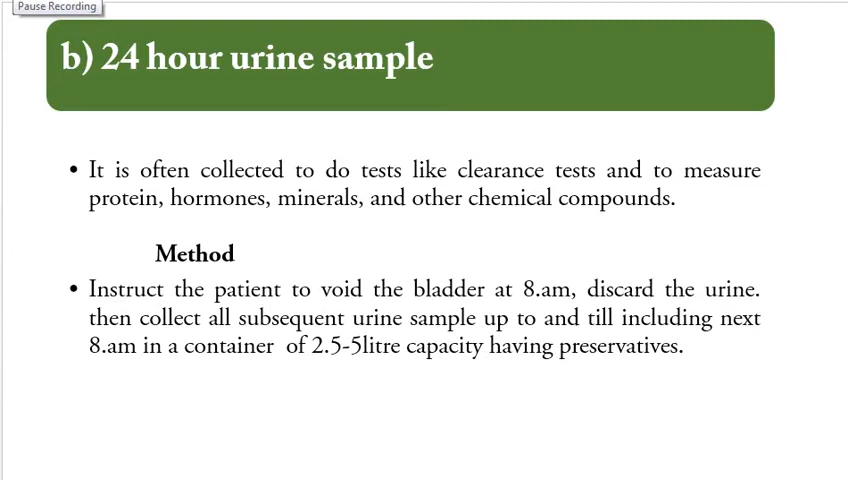 Pause Recording
b) 24 hour urine sample
• It is often collected to do tests like clearance tests and to measure
protein, hormones, minerals, and other chemical compounds.
Method
• Instruct the patient to void the bladder at 8.am, discard the urine.
then collect all subsequent urine sample up to and till including next
8.am in a container of 2.5-5litre capacity having preservatives.